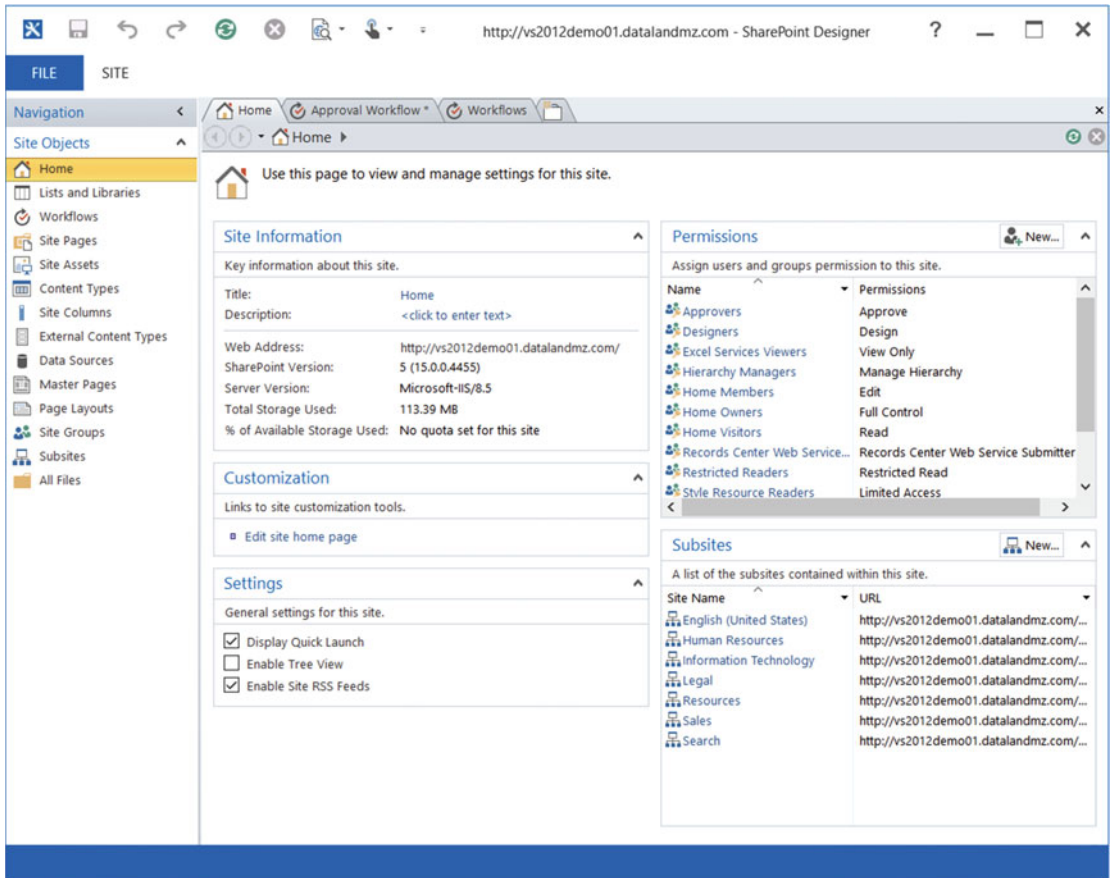 http://vs2012demo01.datalandmz.com - SharePoint Designer
?
FILE
SITE
Navigation
Site Objects
Home
Lists and Libraries
Workflows
Site Pages
Site Assets
Content Types
Site Columns
External Content Types
Data Sources
Master Pages
Page Layouts
Site Groups
Subsites
All Files
Home
Approval Workflow *
Workflows
Home
Use this page to view and manage settings for this site.
Site Information
Key information about this site.
Title: Home
Description: <click to enter text>
Web Address: http://vs2012demo01.datalandmz.com/
SharePoint Version: 5 (15.0.0.4455)
Server Version: Microsoft-IIS/8.5
Total Storage Used: 113.39 MB
% of Available Storage Used: No quota set for this site
Customization
Links to site customization tools.
Edit site home page
Settings
General settings for this site.
Display Quick Launch
Enable Tree View
Enable Site RSS Feeds
Permissions
New...
Assign users and groups permission to this site.
Name Permissions
Approvers Approve
Designers Design
Excel Services Viewers View Only
Hierarchy Managers Manage Hierarchy
Home Members Edit
Home Owners Full Control
Home Visitors Read
Records Center Web Service... Records Center Web Service Submitter
Restricted Readers Restricted Read
Style Resource Readers Limited Access
Subsites
New...
A list of the subsites contained within this site.
Site Name URL
English (United States) http://vs2012demo01.datalandmz.com/...
Human Resources http://vs2012demo01.datalandmz.com/...
Information Technology http://vs2012demo01.datalandmz.com/...
Legal http://vs2012demo01.datalandmz.com/...
Resources http://vs2012demo01.datalandmz.com/...
Sales http://vs2012demo01.datalandmz.com/...
Search http://vs2012demo01.datalandmz.com/...